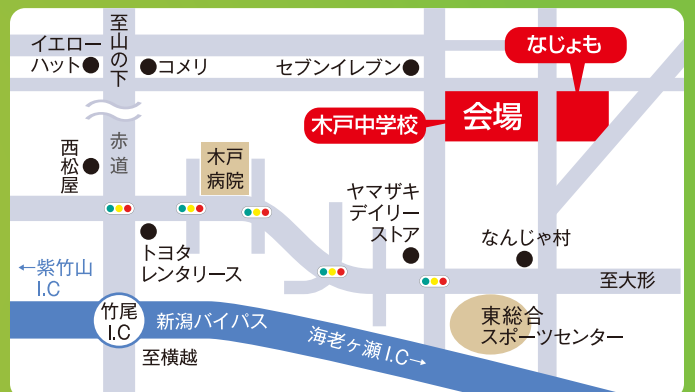 至山の下
イエロー
ハット
コメリ
セブンイレブン
なじょも
会場
木戸中学校
赤道
西松屋
木戸
病院
ヤマザキ
デイリー
ストア
なんじゃ村
トヨタ
レンタリース
←紫竹山
I.C
至大形
竹尾
I.C
新潟バイパス
海老ヶ瀬I.C→
東総合
スポーツセンター
至横越